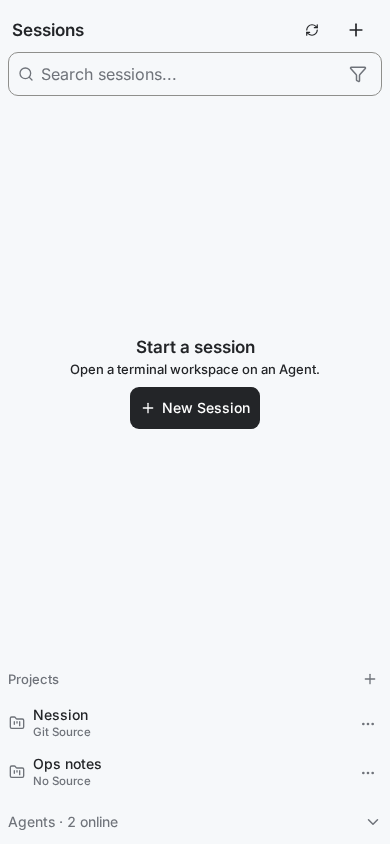 Sessions
Search sessions...
Start a session
Open a terminal workspace on an Agent.
New Session
Projects
Nession
Git Source
Ops notes
No Source
Agents · 2 online